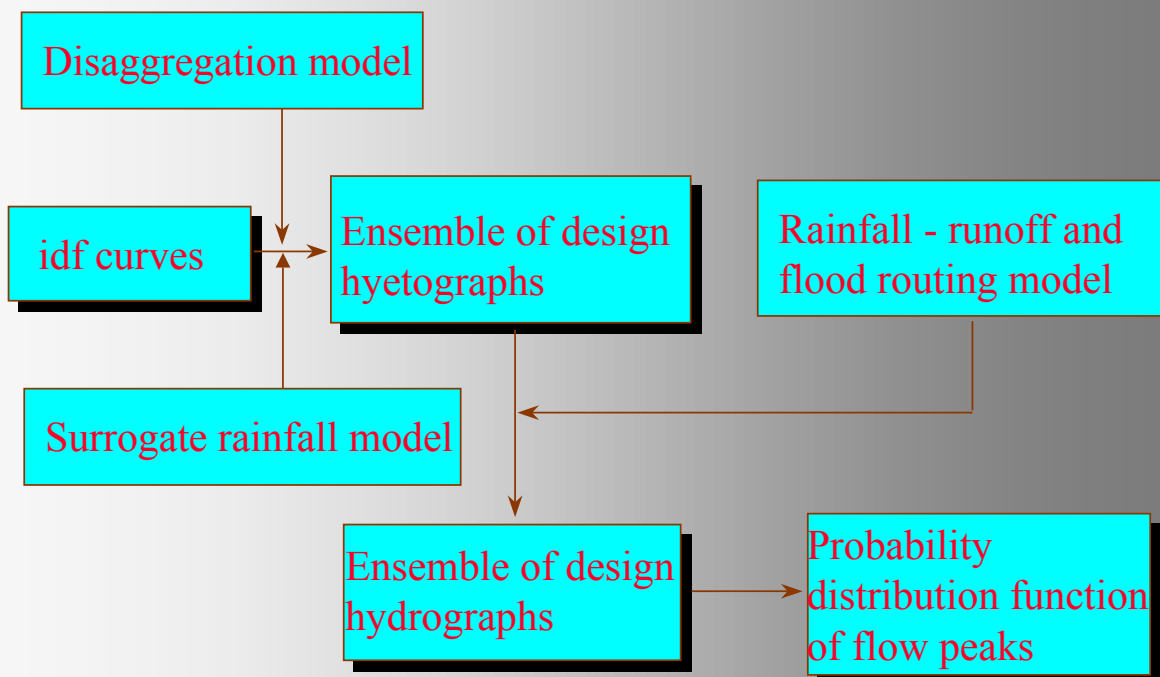 Disaggregation model
idf curves
Ensemble of design
hyetographs
Rainfall - runoff and
flood routing model
Surrogate rainfall model
Ensemble of design
hydrographs
Probability
distribution function
of flow peaks